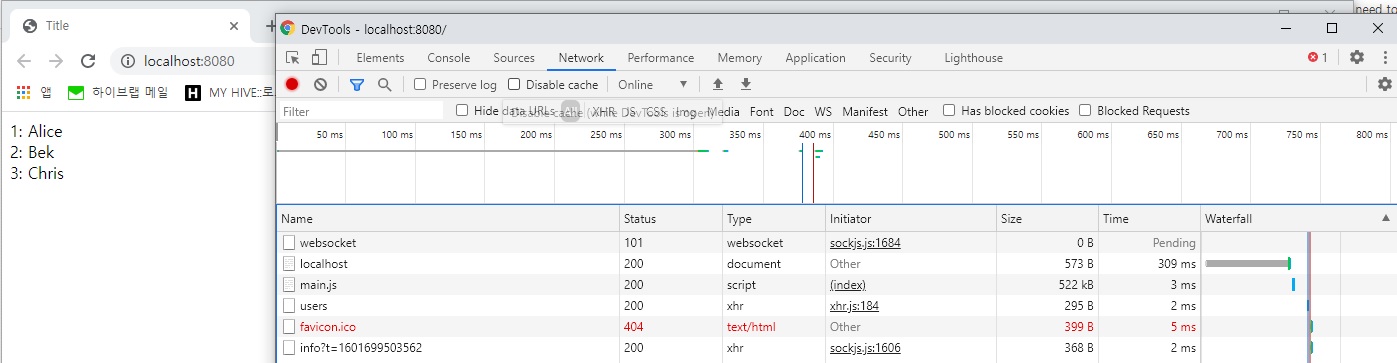 Title
need to
DevTools - localhost:8080/
localhost:8080
Elements Console Sources Network Performance Memory Application Security Lighthouse 1
앱 하이브랩 메일 MY HIVE::로
Preserve log Disable cache Online
Filter Hide data URLs All XHR JS CSS Img Media Font Doc WS Manifest Other Has blocked cookies Blocked Requests
Disable cache (while DevTools is open)
50 ms 100 ms 150 ms 200 ms 250 ms 300 ms 350 ms 400 ms 450 ms 500 ms 550 ms 600 ms 650 ms 700 ms 750 ms 800 ms
1: Alice
2: Bek
3: Chris
Name Status Type Initiator Size Time Waterfall
websocket 101 websocket sockjs.js:1684 0 B Pending
localhost 200 document Other 573 B 309 ms
main.js 200 script (index) 522 kB 3 ms
users 200 xhr xhr.js:184 295 B 2 ms
favicon.ico 404 text/html Other 399 B 5 ms
info?t=1601699503562 200 xhr sockjs.js:1606 368 B 2 ms